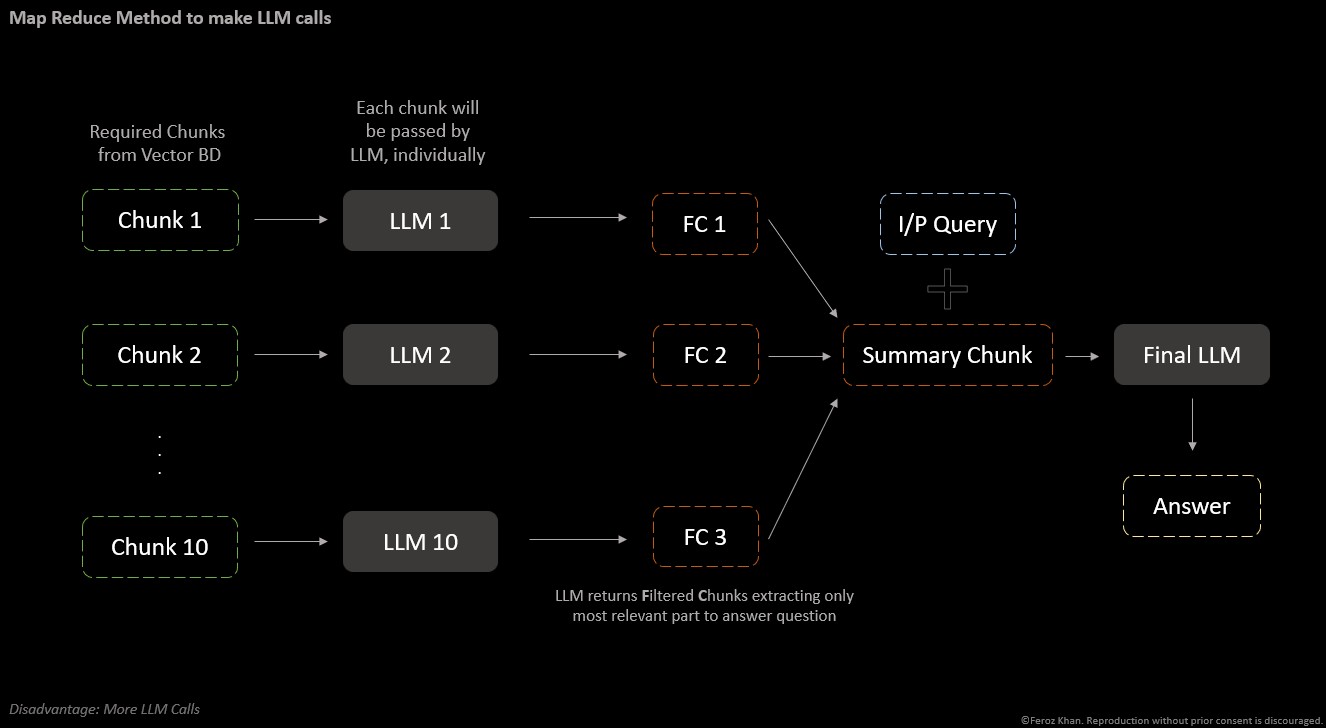 Map Reduce Method to make LLM calls
Required Chunks
from Vector BD
Each chunk will
be passed by
LLM, individually
Chunk 1
LLM 1
FC 1
I/P Query
Chunk 2
LLM 2
FC 2
Summary Chunk
Final LLM
.
.
.
Chunk 10
LLM 10
FC 3
Answer
LLM returns Filtered Chunks extracting only
most relevant part to answer question
Disadvantage: More LLM Calls
©Feroz Khan. Reproduction without prior consent is discouraged.